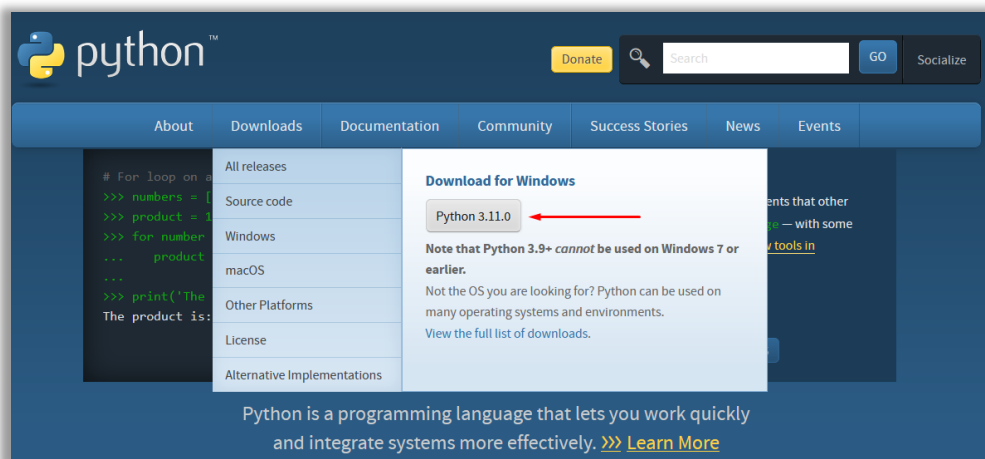 python™
Donate
Search
GO
Socialize
About
Downloads
Documentation
Community
Success Stories
News
Events
# For loop on a
>>> numbers = [
>>> product = 1
>>> for number
... product
...
>>> print('The
The product is:
All releases
Source code
Windows
macOS
Other Platforms
License
Alternative Implementations
Download for Windows
Python 3.11.0
Note that Python 3.9+ cannot be used on Windows 7 or
earlier.
Not the OS you are looking for? Python can be used on
many operating systems and environments.
View the full list of downloads.
that other
— with some
tools in
Python is a programming language that lets you work quickly
and integrate systems more effectively. >>> Learn More